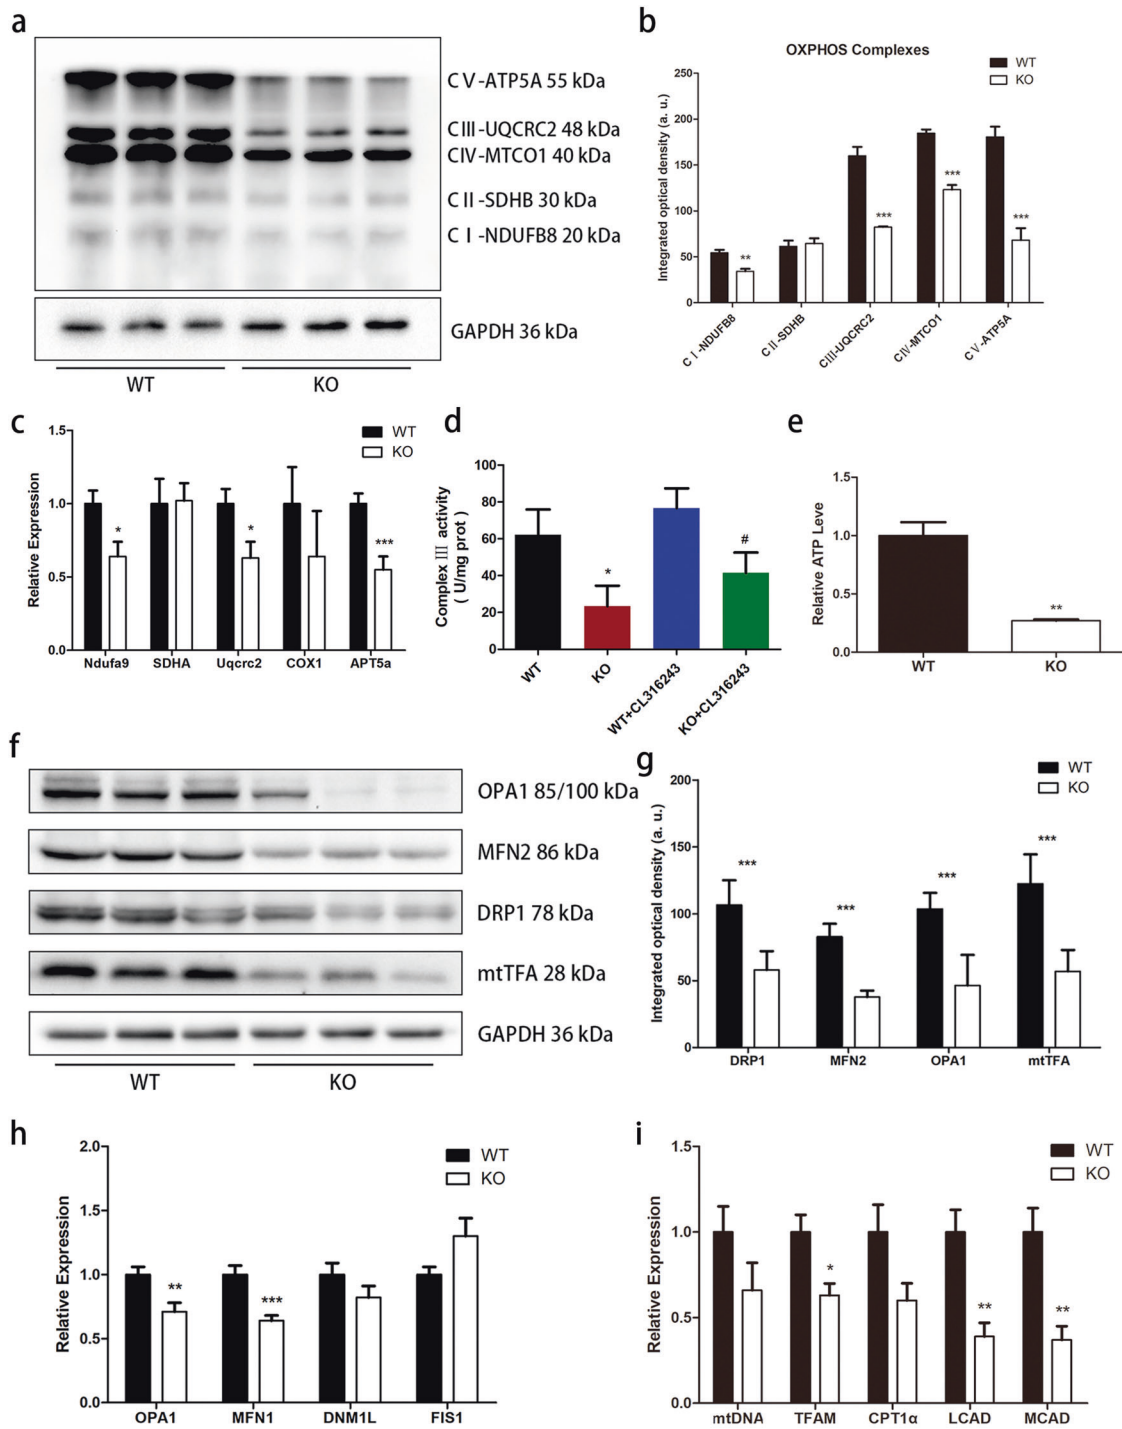 a
CⅤ-ATP5A 55 kDa
CⅢ-UQCRC2 48 kDa
CⅣ-MTCO1 40 kDa
CⅡ-SDHB 30 kDa
CⅠ-NDUFB8 20 kDa
GAPDH 36 kDa
WT KO
b
OXPHOS Complexes
WT
KO
Integrated optical density (a. u.)
250
200
150
100
50
0
** *** *** ***
CⅠ-NDUFB8 CⅡ-SDHB CⅢ-UQCRC2 CⅣ-MTCO1 CⅤ-ATP5A
c
WT
KO
Relative Expression
1.5
1.0
0.5
0.0
* * ***
Ndufa9 SDHA Uqcrc2 COX1 APT5a
d
Complex Ⅲ activity
( U/mg prot )
100
80
60
40
20
0
* #
WT KO WT+CL316243 KO+CL316243
e
Relative ATP Leve
1.5
1.0
0.5
0.0
**
WT KO
f
OPA1 85/100 kDa
MFN2 86 kDa
DRP1 78 kDa
mtTFA 28 kDa
GAPDH 36 kDa
WT KO
g
WT
KO
Integrated optical density (a. u.)
200
150
100
50
0
*** *** *** ***
DRP1 MFN2 OPA1 mtTFA
h
WT
KO
Relative Expression
2.0
1.5
1.0
0.5
0.0
** ***
OPA1 MFN1 DNM1L FIS1
i
WT
KO
Relative Expression
1.5
1.0
0.5
0.0
* ** **
mtDNA TFAM CPT1α LCAD MCAD